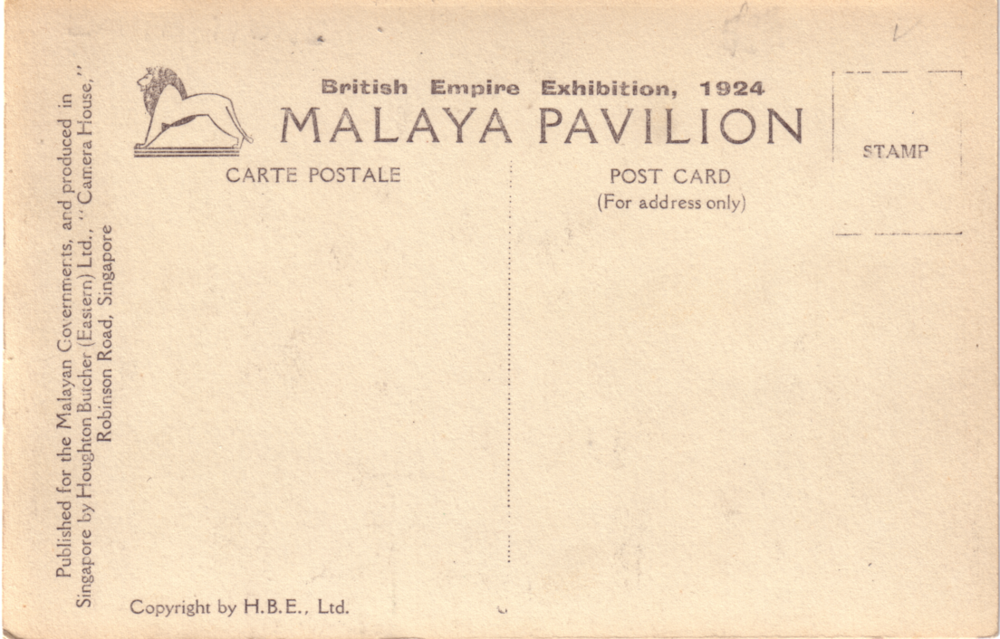 British Empire Exhibition, 1924
MALAYA PAVILION
CARTE POSTALE
POST CARD
(For address only)
STAMP
Published for the Malayan Governments, and produced in
Singapore by Houghton Butcher (Eastern) Ltd., "Camera House,"
Robinson Road, Singapore
Copyright by H.B.E., Ltd.